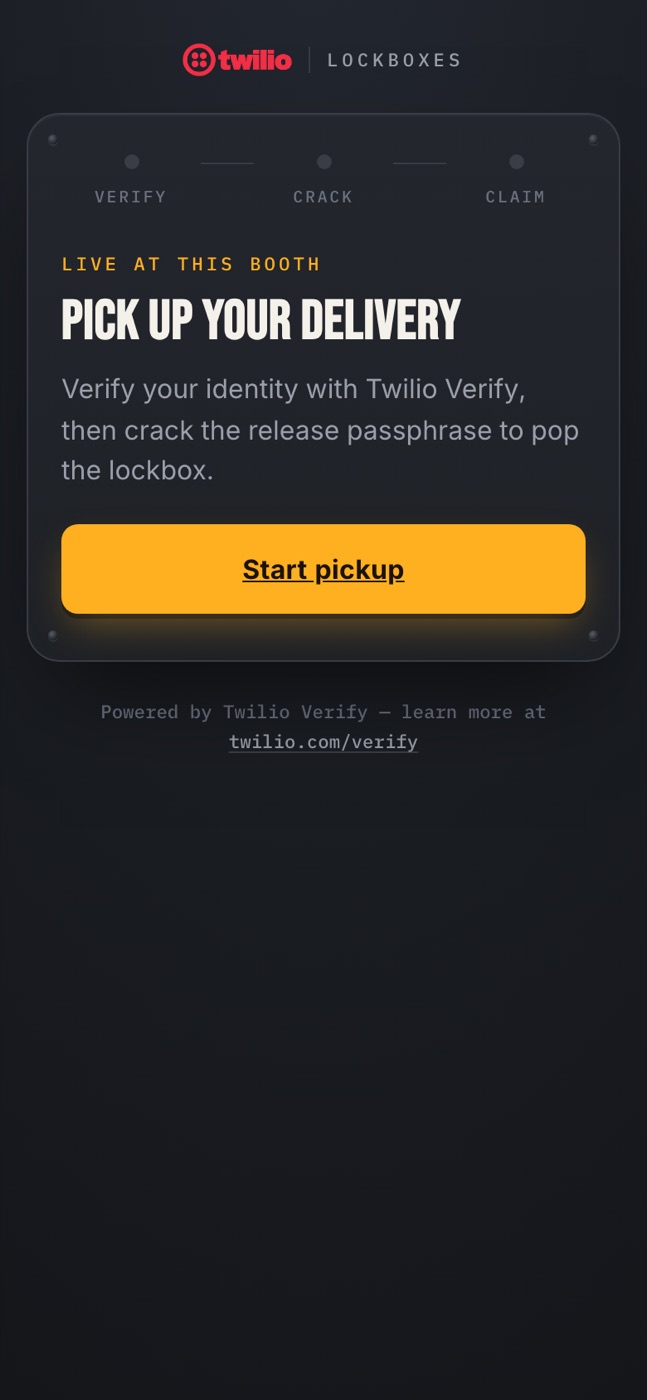 twilio LOCKBOXES
VERIFY CRACK CLAIM
LIVE AT THIS BOOTH
PICK UP YOUR DELIVERY
Verify your identity with Twilio Verify,
then crack the release passphrase to pop
the lockbox.
Start pickup
Powered by Twilio Verify — learn more at
twilio.com/verify